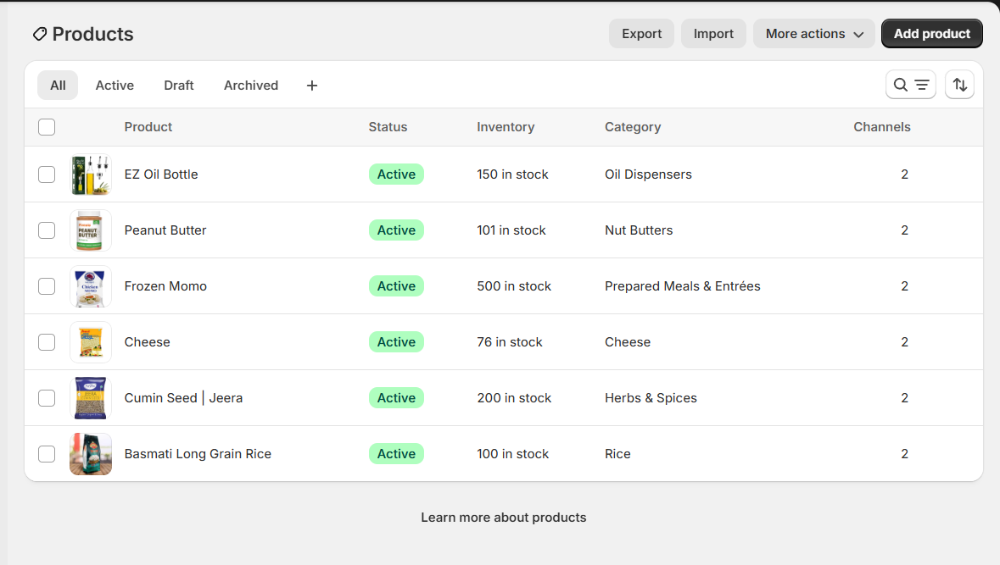 Products
Export
Import
More actions
Add product
All
Active
Draft
Archived
+
Product
Status
Inventory
Category
Channels
EZ Oil Bottle
Active
150 in stock
Oil Dispensers
2
PEANUT
BUTTER
Peanut Butter
Active
101 in stock
Nut Butters
2
Chicken
MOMO
Frozen Momo
Active
500 in stock
Prepared Meals & Entrées
2
Cheese
Active
76 in stock
Cheese
2
Cumin Seed | Jeera
Active
200 in stock
Herbs & Spices
2
Basmati Long Grain Rice
Active
100 in stock
Rice
2
Learn more about products